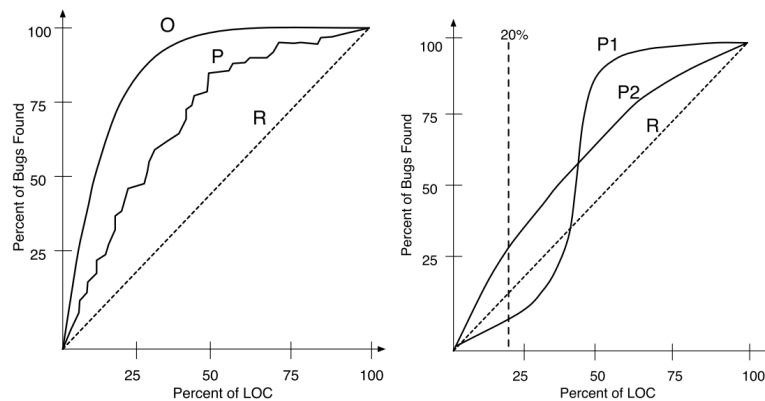 O
100
P
75
R
50
25
Percent of Bugs Found
25 50 75 100
Percent of LOC
20%
100
P1
P2
75
R
50
25
Percent of Bugs Found
25 50 75 100
Percent of LOC